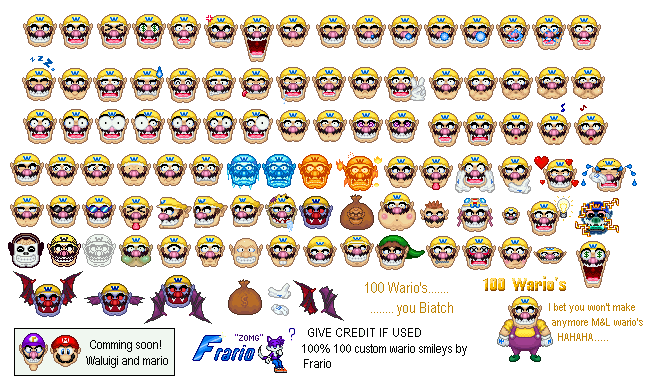 z z z
100 Wario's.......
........ you Biatch
100 Wario's
I bet you won't make
anymore M&L wario's
HAHAHA.....
Comming soon!
Waluigi and mario
"ZOMG"
Frario
?
GIVE CREDIT IF USED
100% 100 custom wario smileys by
Frario